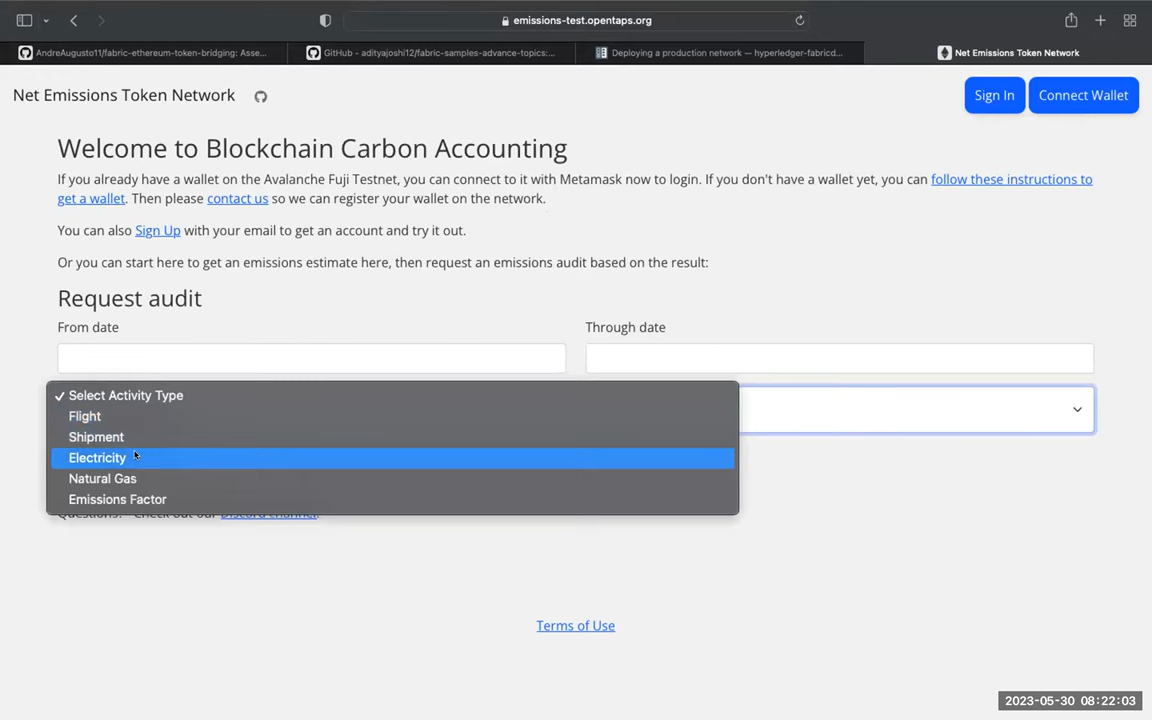 emissions-test.opentaps.org
AndreAugusto11/fabric-ethereum-token-bridging: Asse...
GitHub - adityajoshi12/fabric-samples-advance-topics:...
Deploying a production network — hyperledger-fabricd...
Net Emissions Token Network
Net Emissions Token Network
Sign In
Connect Wallet
Welcome to Blockchain Carbon Accounting
If you already have a wallet on the Avalanche Fuji Testnet, you can connect to it with Metamask now to login. If you don't have a wallet yet, you can follow these instructions to
get a wallet. Then please contact us so we can register your wallet on the network.
You can also Sign Up with your email to get an account and try it out.
Or you can start here to get an emissions estimate here, then request an emissions audit based on the result:
Request audit
From date
Through date
✓ Select Activity Type
Flight
Shipment
Electricity
Natural Gas
Emissions Factor
Questions? Check out our Discord channel.
Terms of Use
2023-05-30 08:22:03